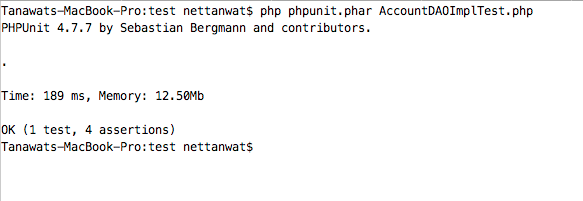 Tanawats-MacBook-Pro:test nettanwat$ php phpunit.phar AccountDAOImplTest.php
PHPUnit 4.7.7 by Sebastian Bergmann and contributors.
.
Time: 189 ms, Memory: 12.50Mb
OK (1 test, 4 assertions)
Tanawats-MacBook-Pro:test nettanwat$